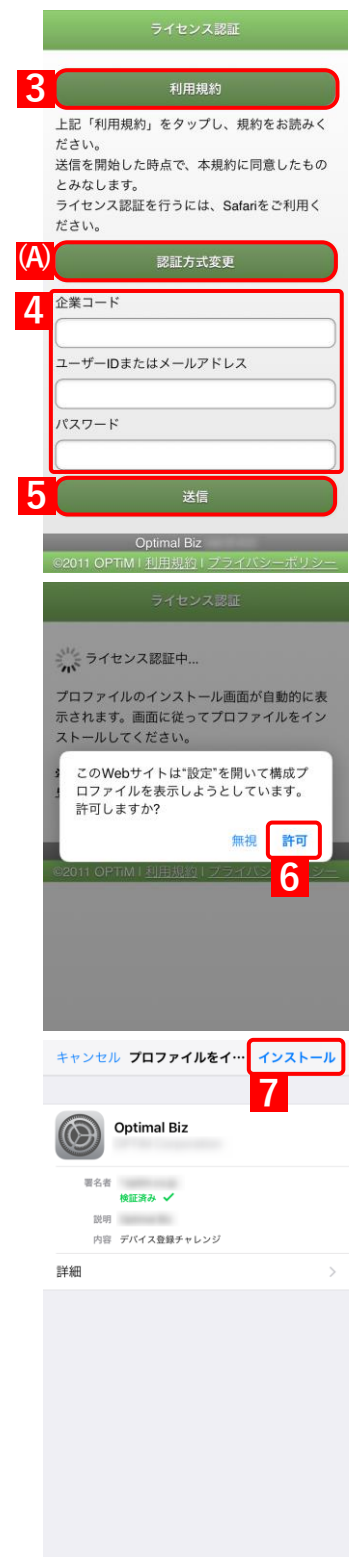 ライセンス認証
3
利用規約
上記「利用規約」をタップし、規約をお読みく
ださい。
送信を開始した時点で、本規約に同意したもの
とみなします。
ライセンス認証を行うには、Safariをご利用く
ださい。
(A)
認証方式変更
4
企業コード
ユーザーIDまたはメールアドレス
パスワード
5
送信
Optimal Biz
©2011 OPTiM | 利用規約 | プライバシーポリシー
ライセンス認証
ライセンス認証中...
プロファイルのインストール画面が自動的に表
示されます。画面に従ってプロファイルをイン
ストールしてください。
このWebサイトは“設定”を開いて構成プ
ロファイルを表示しようとしています。
許可しますか?
無視 許可
6
©2011 OPTiM | 利用規約 | プライバシ
キャンセル プロファイルをイ… インストール
7
Optimal Biz
署名者
検証済み ✓
説明
内容 デバイス登録チャレンジ
詳細